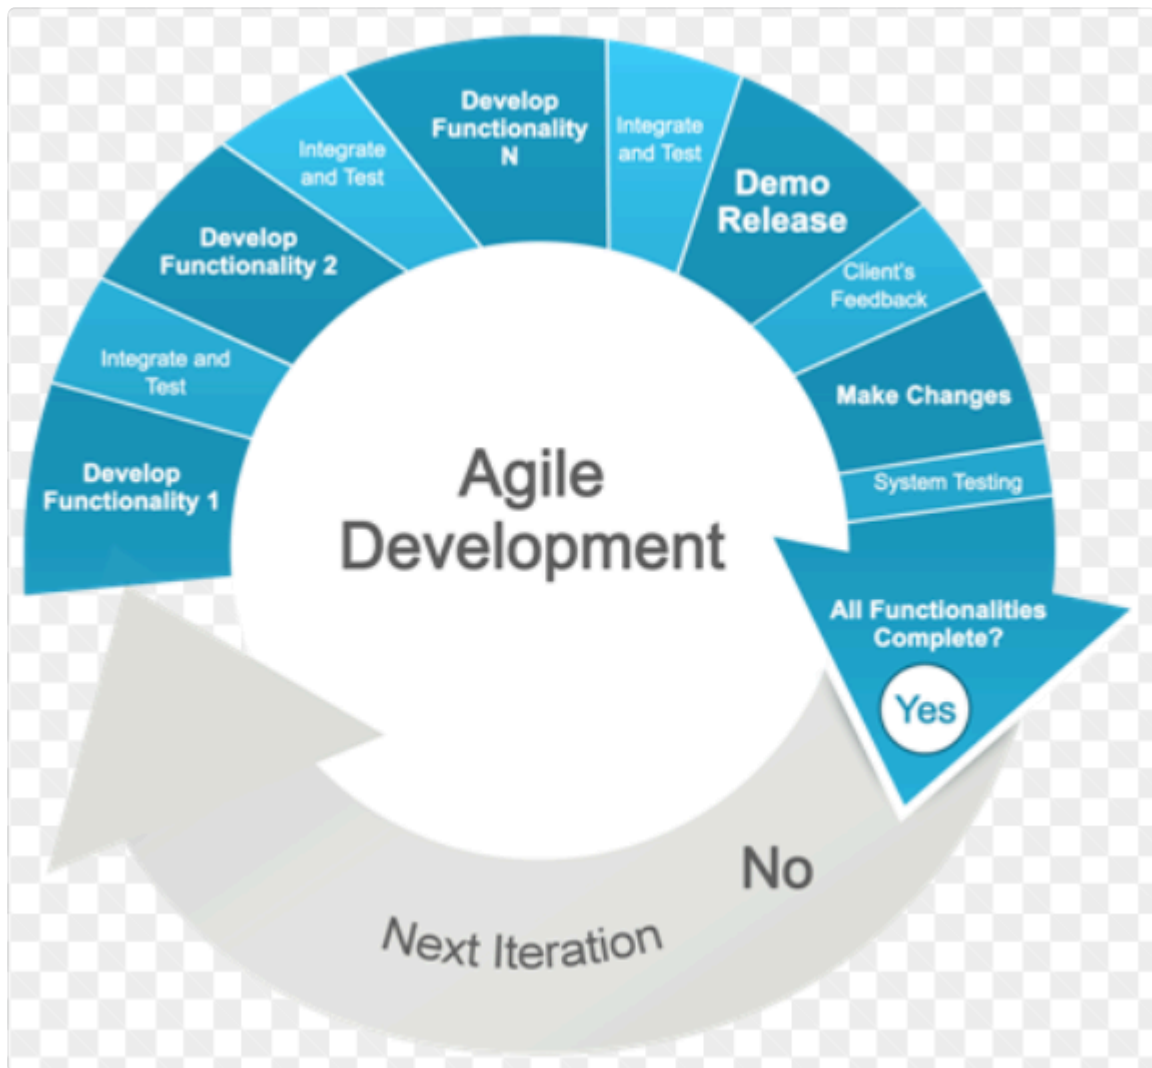 Develop
Functionality 1
Integrate and
Test
Develop
Functionality 2
Integrate
and Test
Develop
Functionality
N
Integrate
and Test
Demo
Release
Client's
Feedback
Make Changes
System Testing
All Functionalities
Complete?
Yes
No
Next Iteration
Agile
Development